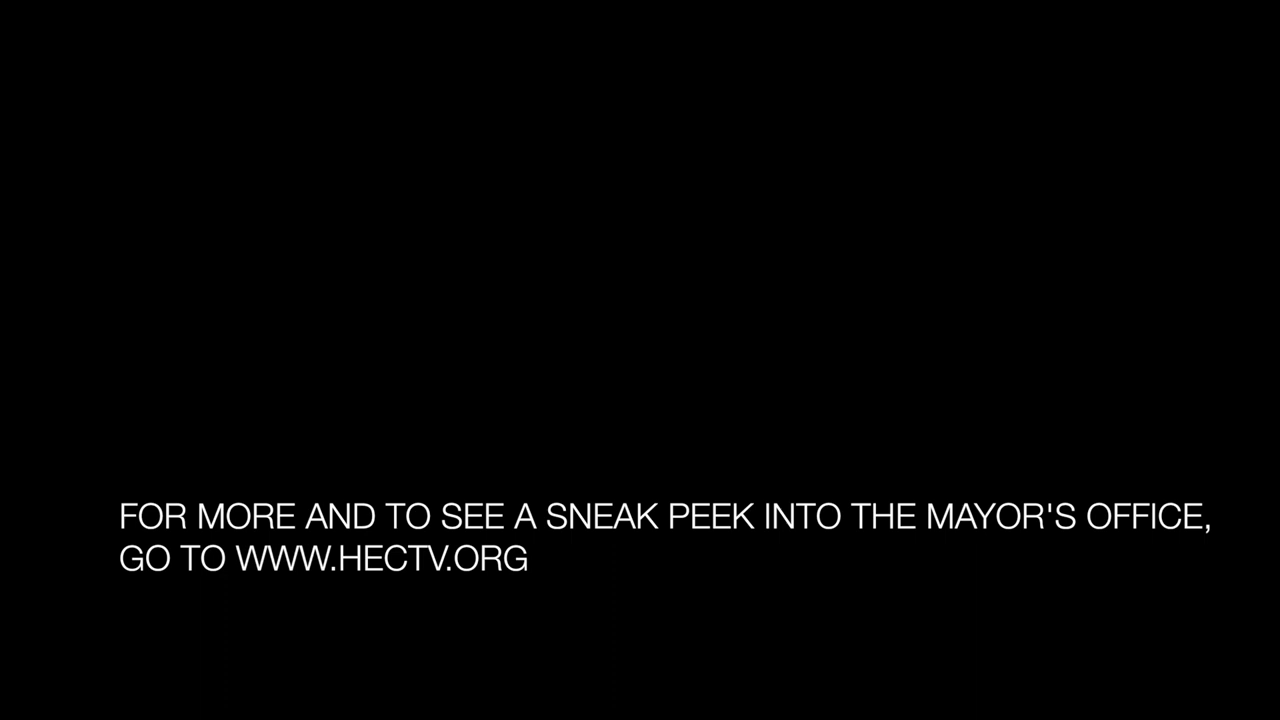 FOR MORE AND TO SEE A SNEAK PEEK INTO THE MAYOR'S OFFICE,
GO TO WWW.HECTV.ORG